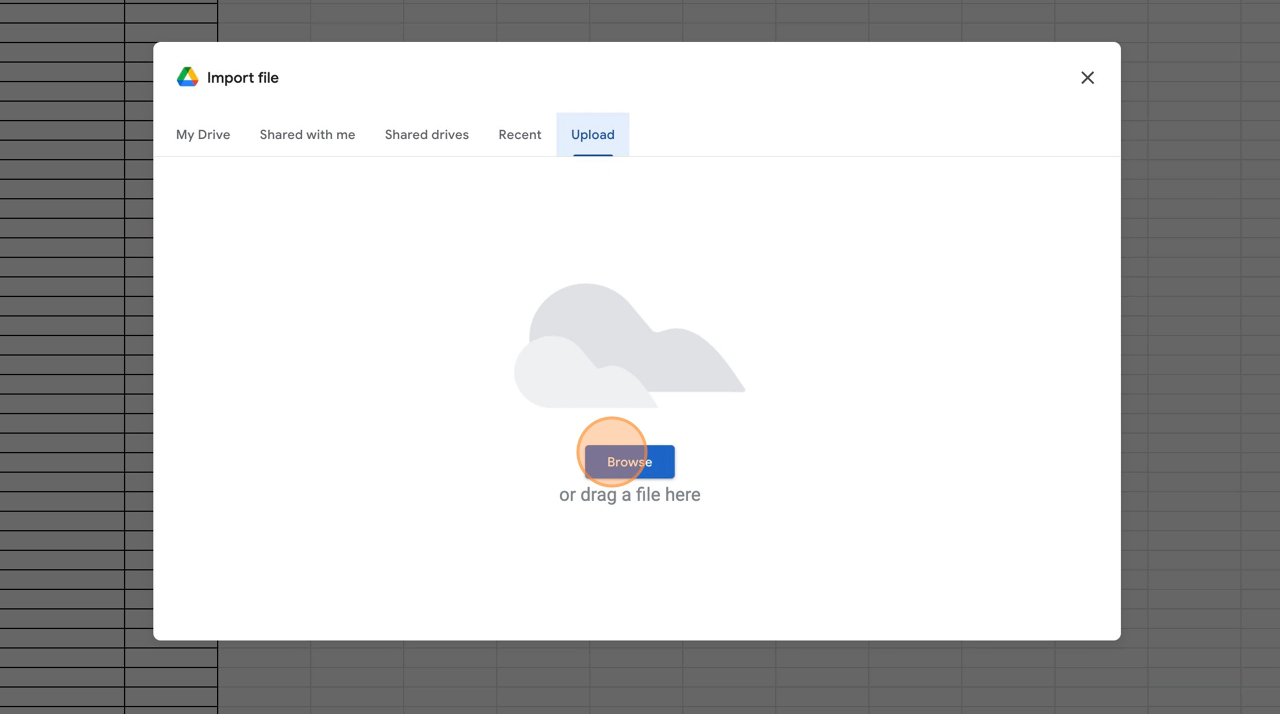 Import file
My Drive Shared with me Shared drives Recent Upload
Browse
or drag a file here